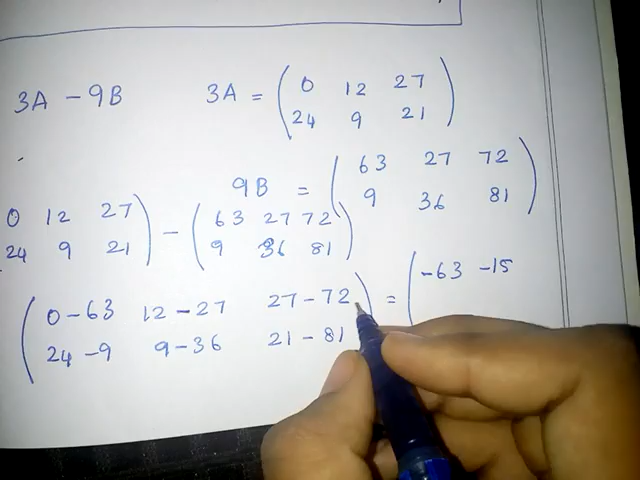 3A - 9B 3A = ( 0 12 27
24 9 21 )
9B = ( 63 27 72
9 36 81 )
0 12 27 ) - ( 63 27 72 )
24 9 21 9 36 81
( 0-63 12-27 27-72 ) = ( -63 -15
24-9 9-36 21-81